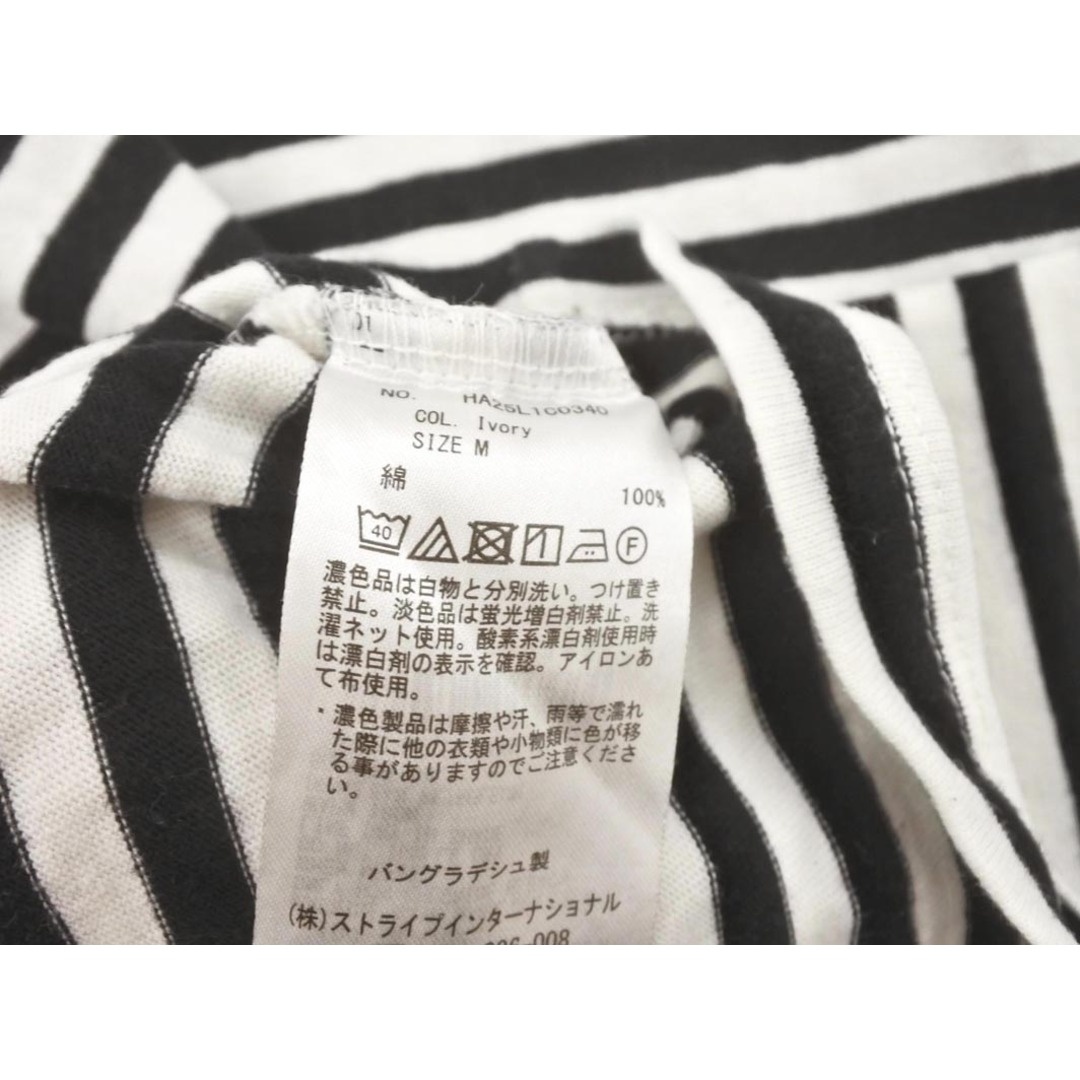 01
NO. HA25L1C0340
COL. Ivory
SIZE M
綿 100%
40 F
濃色品は白物と分別洗い。つけ置き
禁止。淡色品は蛍光増白剤禁止。洗
濯ネット使用。酸素系漂白剤使用時
は漂白剤の表示を確認。アイロンあ
て布使用。
・濃色製品は摩擦や汗、雨等で濡れ
た際に他の衣類や小物類に色が移
る事がありますのでご注意くださ
い。
バングラデシュ製
(株)ストライプインターナショナル
-008